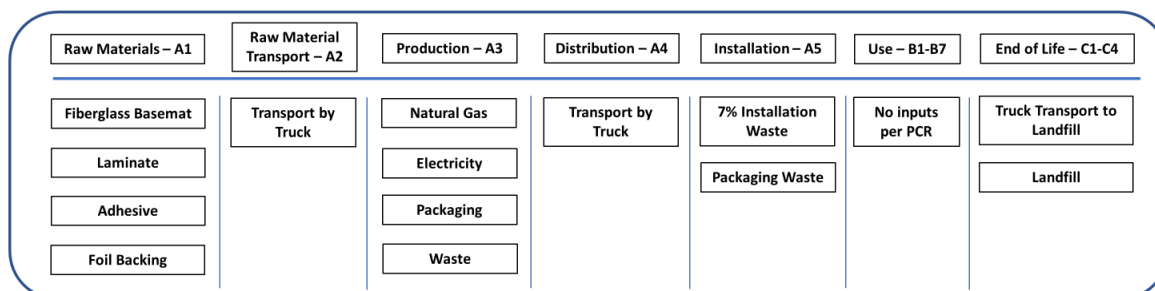 Raw Materials – A1
Raw Material
Transport – A2
Production – A3
Distribution – A4
Installation – A5
Use – B1-B7
End of Life – C1-C4
Fiberglass Basemat
Laminate
Adhesive
Foil Backing
Transport by
Truck
Natural Gas
Electricity
Packaging
Waste
Transport by
Truck
7% Installation
Waste
Packaging Waste
No inputs
per PCR
Truck Transport to
Landfill
Landfill